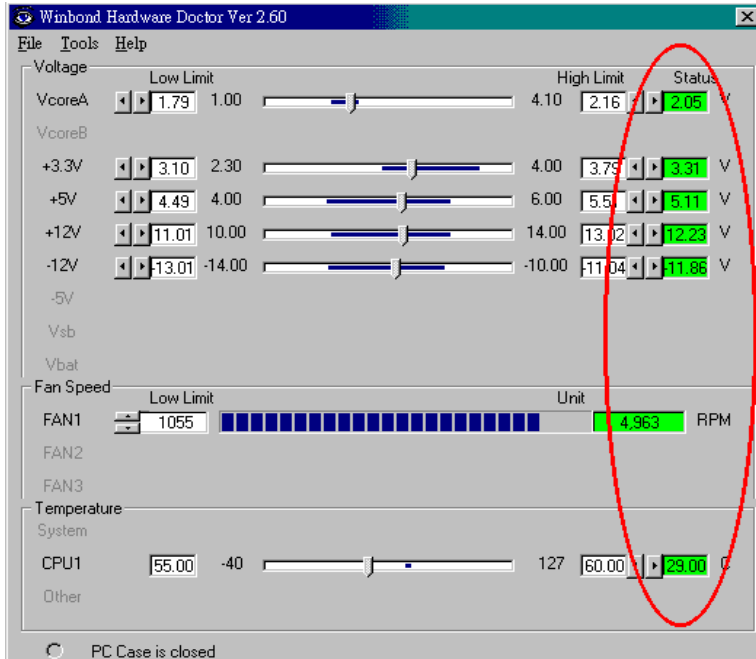 Winbond Hardware Doctor Ver 2.60
File Tools Help
Voltage
Low Limit High Limit Status
VcoreA 1.79 1.00 4.10 2.16 2.05 V
VcoreB
+3.3V 3.10 2.30 4.00 3.79 3.31 V
+5V 4.49 4.00 6.00 5.11 V
+12V 11.01 10.00 14.00 13.02 12.23 V
-12V -13.01 -14.00 -10.00 -11.04 -11.86 V
-5V
Vsb
Vbat
Fan Speed
Low Limit Unit
FAN1 1055 4,963 RPM
FAN2
FAN3
Temperature
System
CPU1 55.00 -40 127 60.00 29.00 C
Other
PC Case is closed